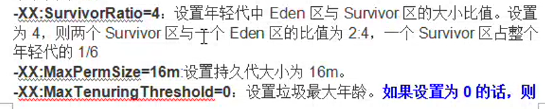 -XX:SurvivorRatio=4：设置年轻代中 Eden 区与 Survivor 区的大小比值。设置
为 4，则两个 Survivor 区与一个 Eden 区的比值为 2:4，一个 Survivor 区占整个
年轻代的 1/6
-XX:MaxPermSize=16m:设置持久代大小为 16m。
-XX:MaxTenuringThreshold=0：设置垃圾最大年龄。如果设置为 0 的话，则